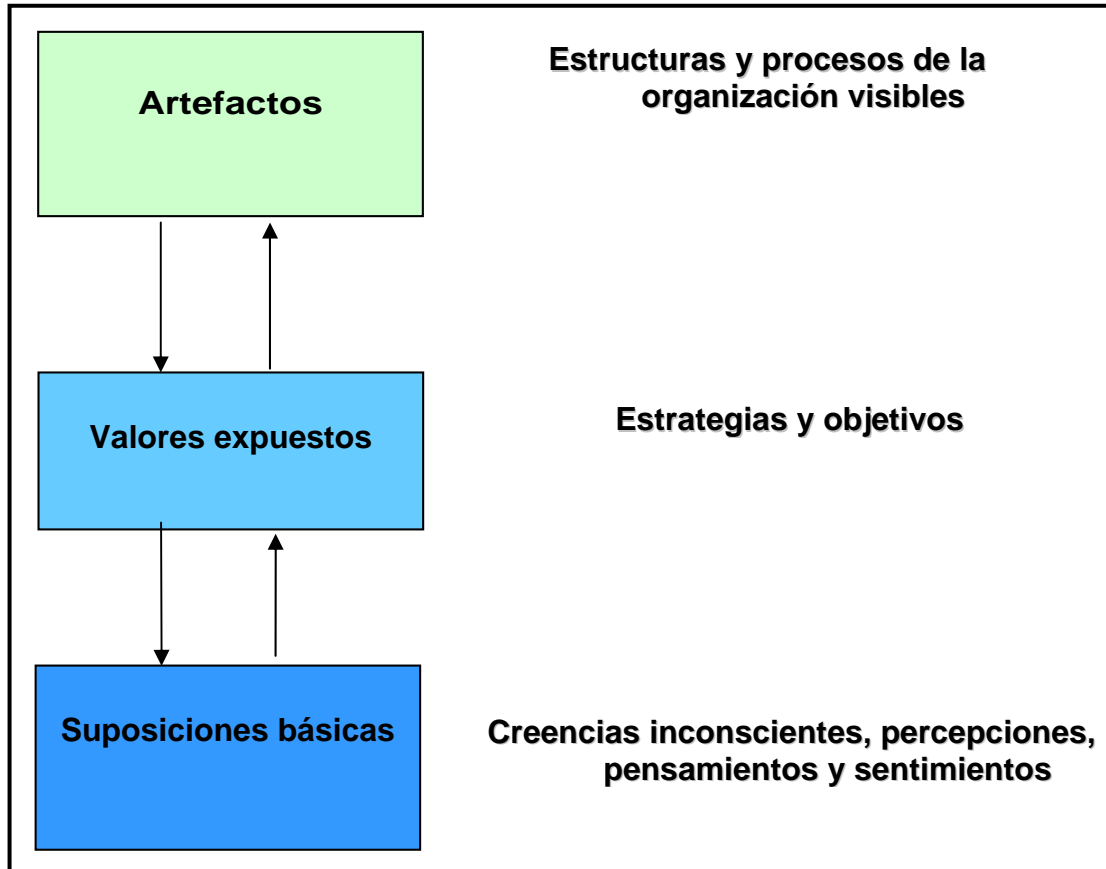 Artefactos
Estructuras y procesos de la
organización visibles
Valores expuestos
Estrategias y objetivos
Suposiciones básicas
Creencias inconscientes, percepciones,
pensamientos y sentimientos